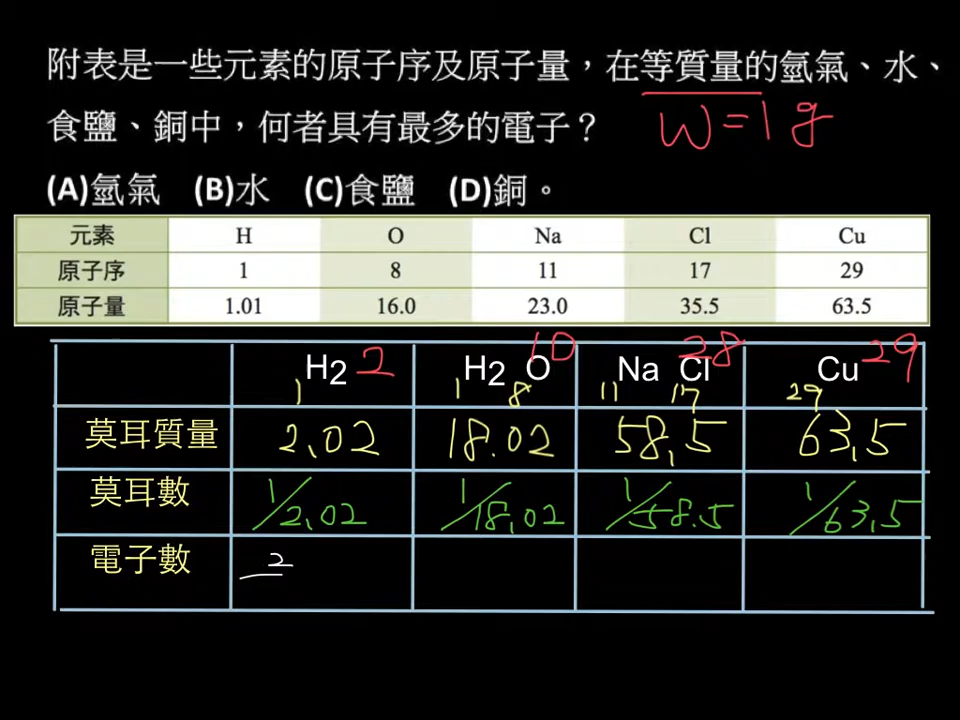 附表是一些元素的原子序及原子量，在等質量的氫氣、水、
食鹽、銅中，何者具有最多的電子？ W=1g
(A)氫氣 (B)水 (C)食鹽 (D)銅。
元素 H O Na Cl Cu
原子序 1 8 11 17 29
原子量 1.01 16.0 23.0 35.5 63.5
H2 2 H2 O 10 Na Cl 28 Cu 29
1 1 8 11 17 29
莫耳質量 2.02 18.02 58.5 63.5
莫耳數 1/2.02 1/18.02 1/58.5 1/63.5
電子數 2